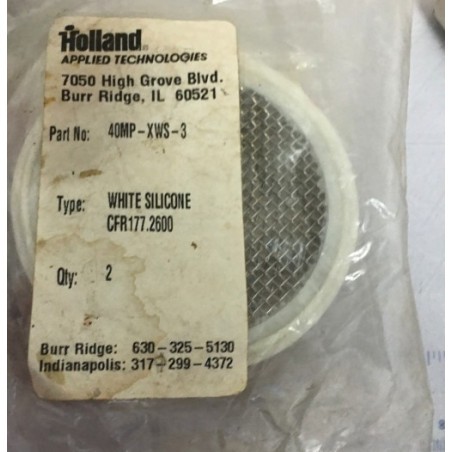 Holland
APPLIED TECHNOLOGIES
7050 High Grove Blvd.
Burr Ridge, IL 60521
Part No: 40MP-XWS-3
Type: WHITE SILICONE
CFR177.2600
Qty: 2
Burr Ridge: 630-325-5130
Indianapolis: 317-299-4372